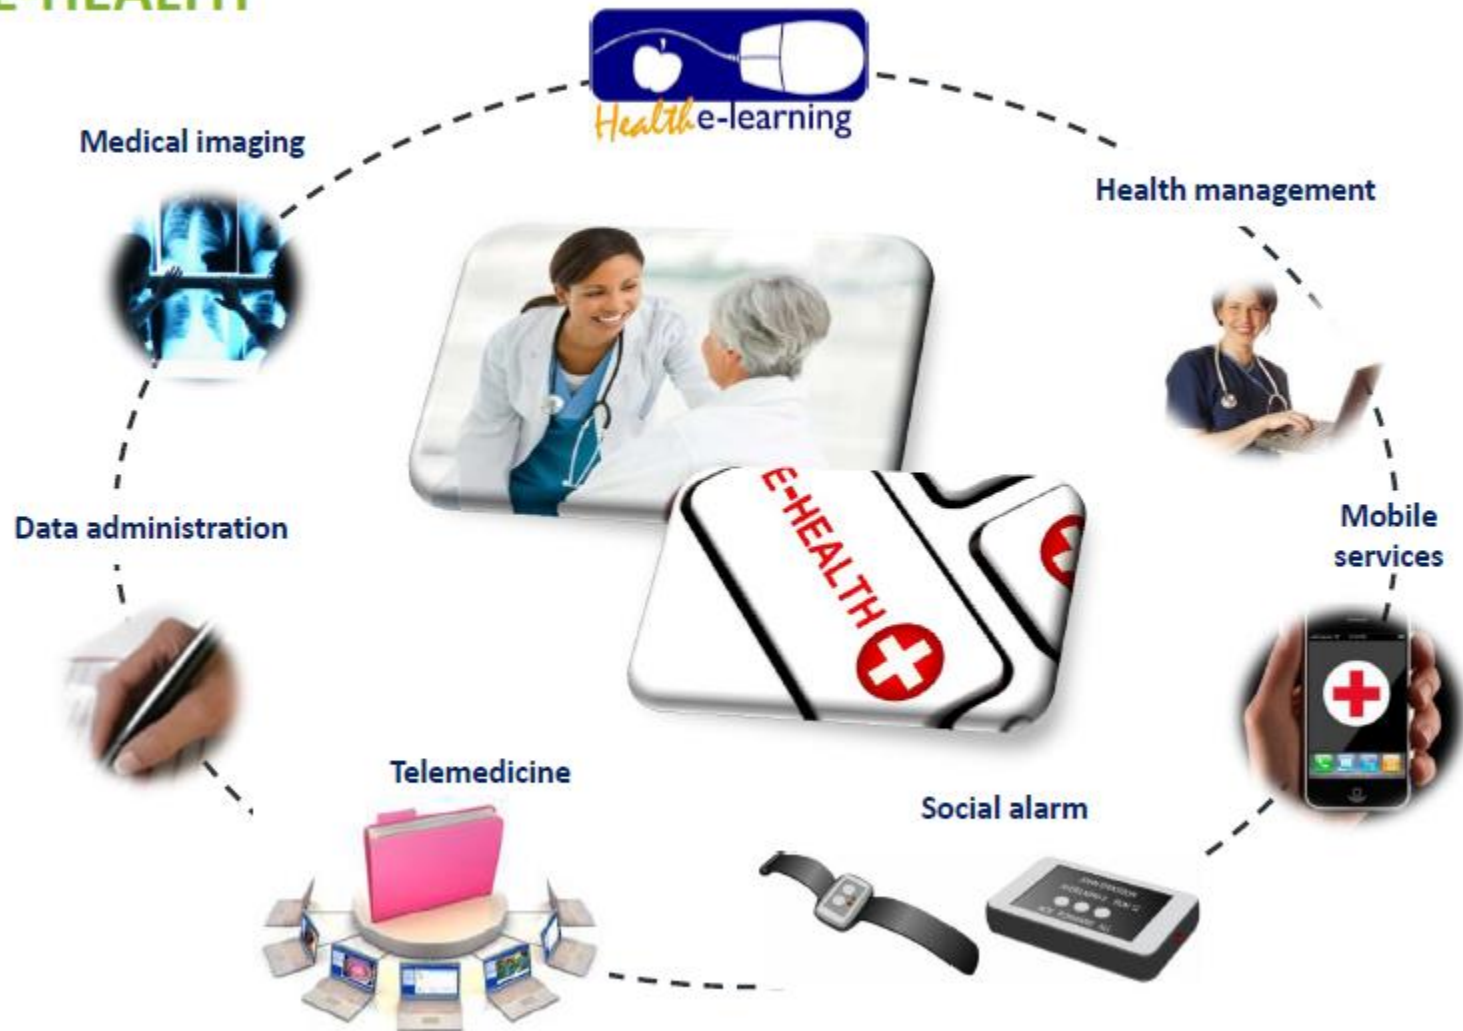 E-HEALTH
Health e-learning
Medical imaging
Health management
E-HEALTH
Data administration
Mobile
services
Telemedicine
Social alarm